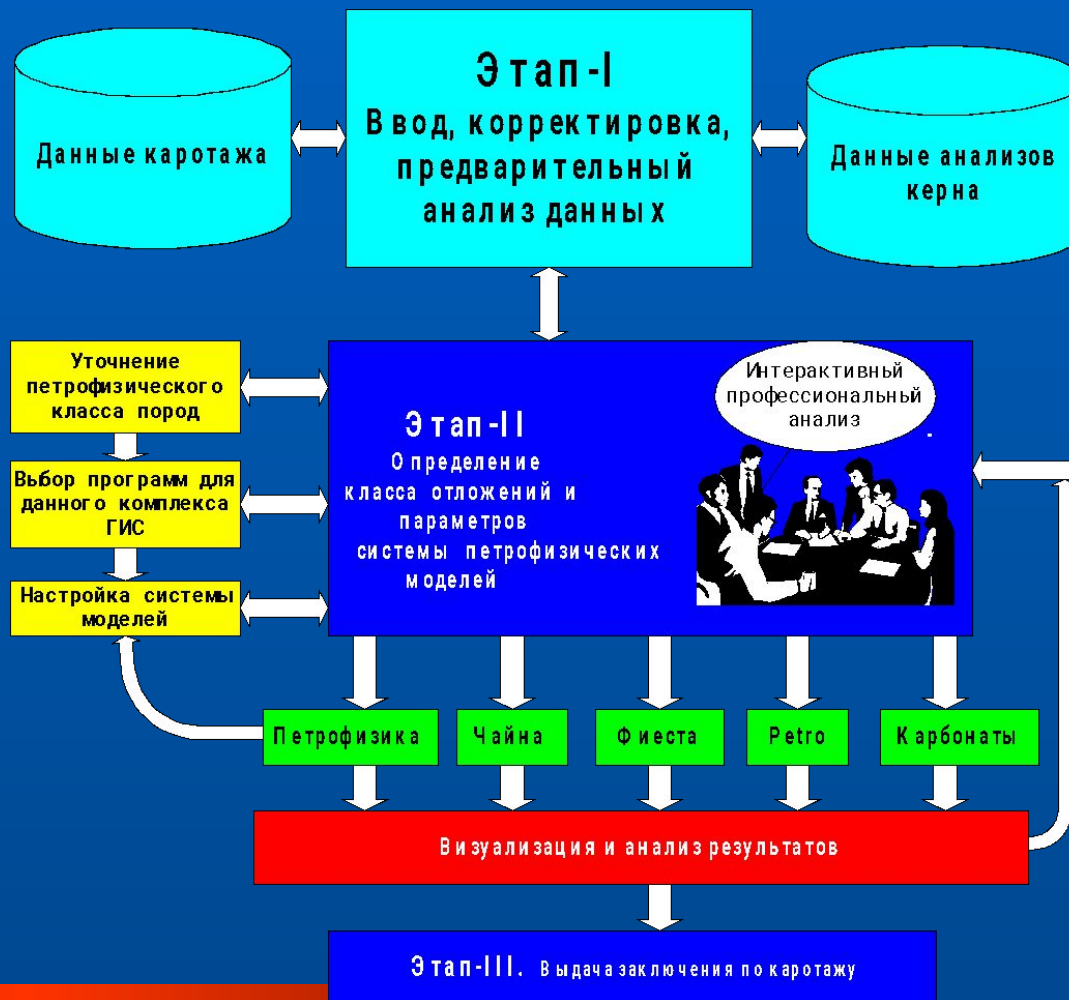 Данные каротажа
Этап-I
Ввод, корректировка,
предварительный
анализ данных
Данные анализов
керна
Уточнение
петрофизического
класса пород
Выбор программ для
данного комплекса
ГИС
Настройка системы
моделей
Этап-II
Определение
класса отложений и
параметров
системы петрофизических
моделей
Интерактивный
профессиональный
анализ
Петрофизика
Чайна
Фиеста
Petro
Карбонаты
Визуализация и анализ результатов
Этап-III. Выдача заключения по каротажу